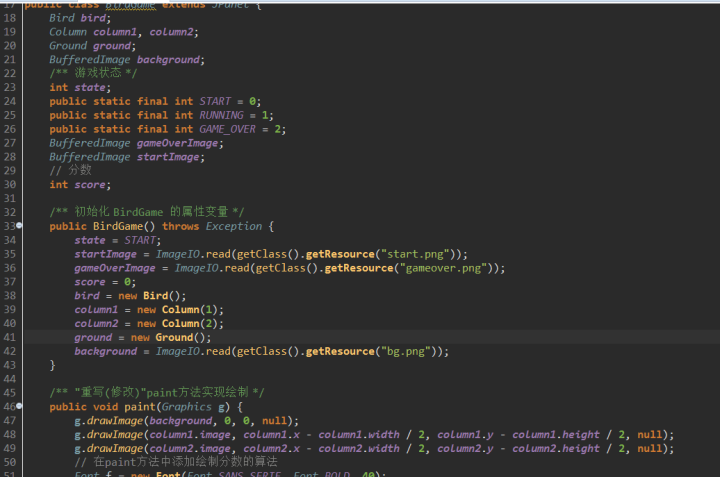 17 public class BirdGame extends JPanel {
18 Bird bird;
19 Column column1, column2;
20 Ground ground;
21 BufferedImage background;
22 /** 游戏状态 */
23 int state;
24 public static final int START = 0;
25 public static final int RUNNING = 1;
26 public static final int GAME_OVER = 2;
27 BufferedImage gameOverImage;
28 BufferedImage startImage;
29 // 分数
30 int score;
31
32 /** 初始化 BirdGame 的属性变量 */
33 public BirdGame() throws Exception {
34 state = START;
35 startImage = ImageIO.read(getClass().getResource("start.png"));
36 gameOverImage = ImageIO.read(getClass().getResource("gameover.png"));
37 score = 0;
38 bird = new Bird();
39 column1 = new Column(1);
40 column2 = new Column(2);
41 ground = new Ground();
42 background = ImageIO.read(getClass().getResource("bg.png"));
43 }
44
45 /** "重写(修改)"paint方法实现绘制 */
46 public void paint(Graphics g) {
47 g.drawImage(background, 0, 0, null);
48 g.drawImage(column1.image, column1.x - column1.width / 2, column1.y - column1.height / 2, null);
49 g.drawImage(column2.image, column2.x - column2.width / 2, column2.y - column2.height / 2, null);
50 // 在paint方法中添加绘制分数的算法
51 Font f = new Font(Font.SANS_SERIF, Font.BOLD, 40);